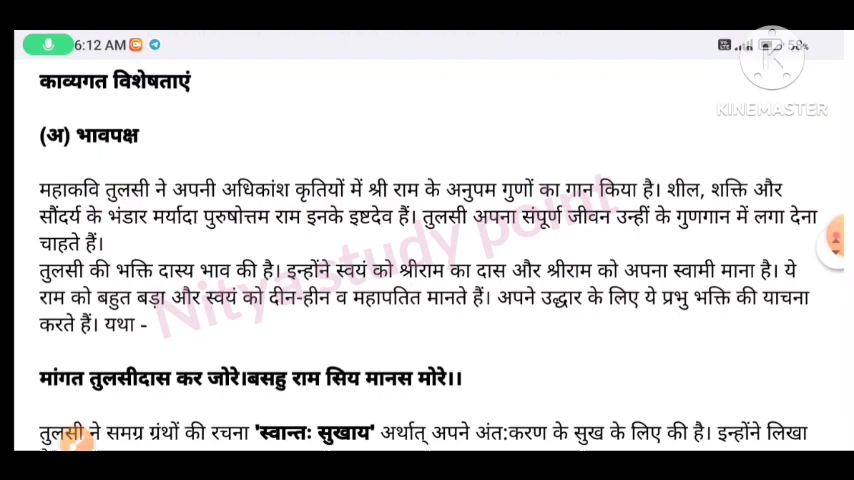 6:12 AM
58%
KINEMASTER
काव्यगत विशेषताएं
(अ) भावपक्ष
महाकवि तुलसी ने अपनी अधिकांश कृतियों में श्री राम के अनुपम गुणों का गान किया है। शील, शक्ति और
सौंदर्य के भंडार मर्यादा पुरुषोत्तम राम इनके इष्टदेव हैं। तुलसी अपना संपूर्ण जीवन उन्हीं के गुणगान में लगा देना
चाहते हैं।
तुलसी की भक्ति दास्य भाव की है। इन्होंने स्वयं को श्रीराम का दास और श्रीराम को अपना स्वामी माना है। ये
राम को बहुत बड़ा और स्वयं को दीन-हीन व महापतित मानते हैं। अपने उद्धार के लिए ये प्रभु भक्ति की याचना
करते हैं। यथा -
Nitya study point
मांगत तुलसीदास कर जोरे।बसहु राम सिय मानस मोरे।।
तुलसी ने समग्र ग्रंथों की रचना 'स्वान्तः सुखाय' अर्थात् अपने अंत:करण के सुख के लिए की है। इन्होंने लिखा